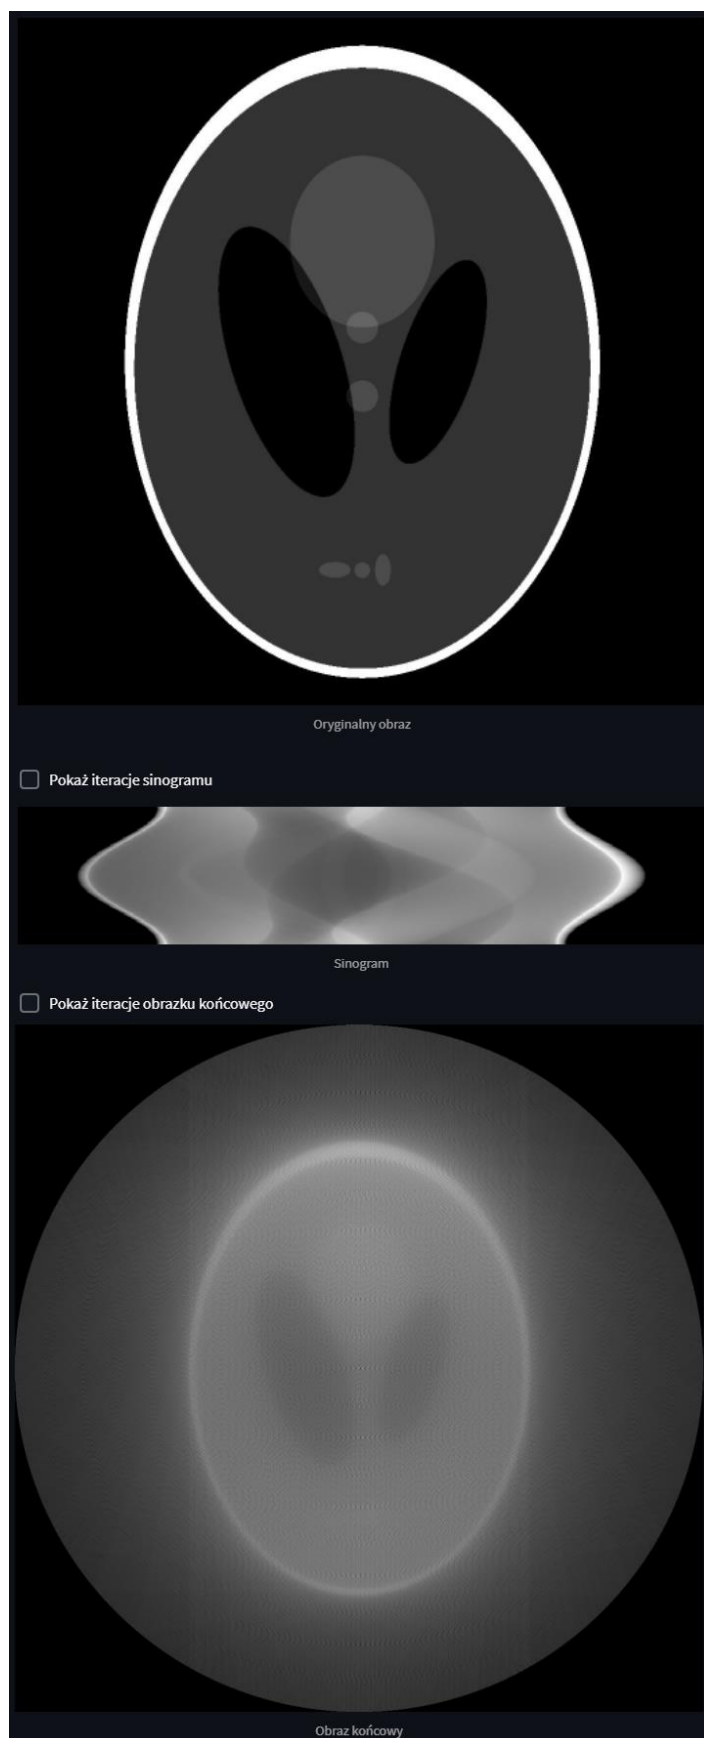 Oryginalny obraz
Pokaż iteracje sinogramu
Sinogram
Pokaż iteracje obrazku końcowego
Obraz końcowy